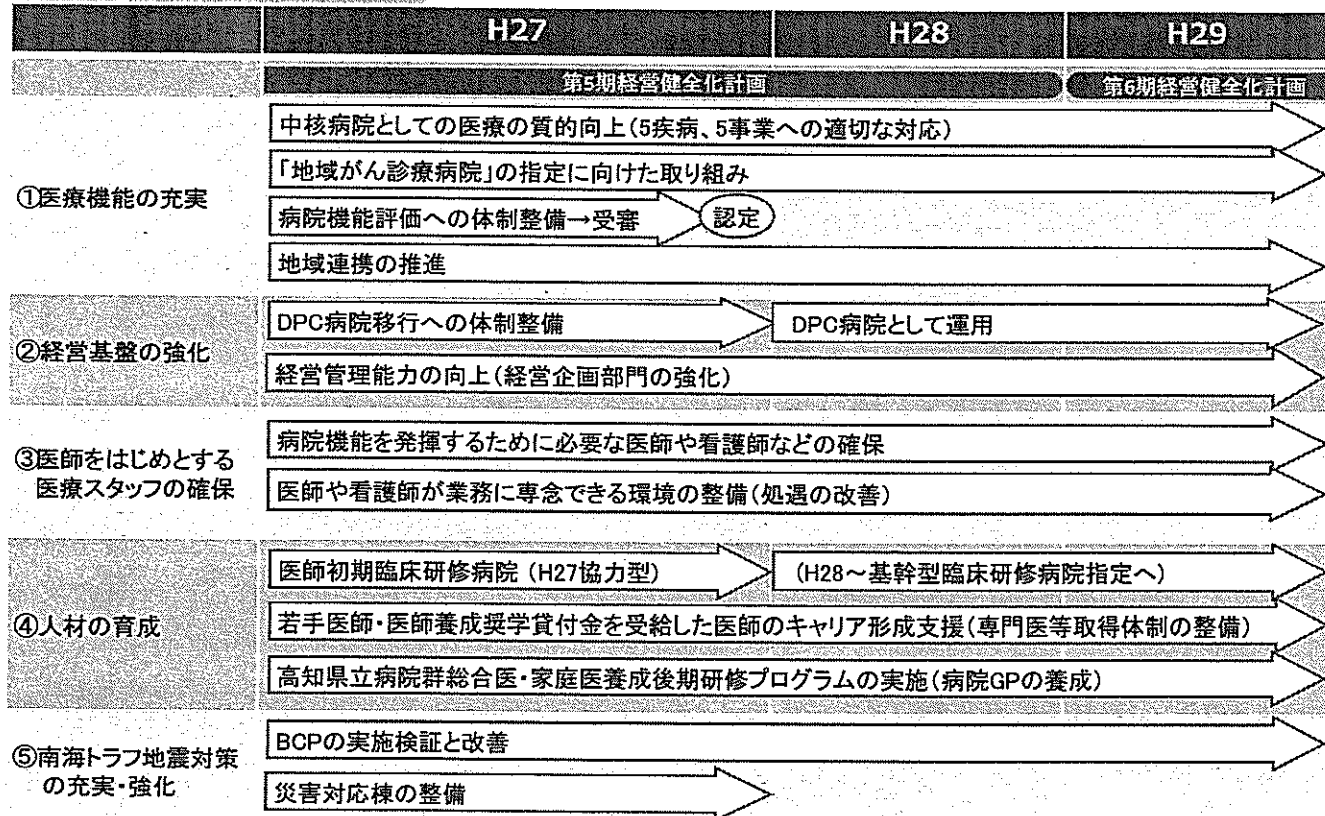 H27
H28
H29
第5期経営健全化計画
第6期経営健全化計画
①医療機能の充実
中核病院としての医療の質的向上(5疾病、5事業への適切な対応)
「地域がん診療病院」の指定に向けた取り組み
病院機能評価への体制整備→受審
認定
地域連携の推進
②経営基盤の強化
DPC病院移行への体制整備
DPC病院として運用
経営管理能力の向上(経営企画部門の強化)
③医師をはじめとする
医療スタッフの確保
病院機能を発揮するために必要な医師や看護師などの確保
医師や看護師が業務に専念できる環境の整備(処遇の改善)
④人材の育成
医師初期臨床研修病院 (H27協力型)
(H28～基幹型臨床研修病院指定へ)
若手医師・医師養成奨学貸付金を受給した医師のキャリア形成支援(専門医等取得体制の整備)
高知県立病院群総合医・家庭医養成後期研修プログラムの実施(病院GPの養成)
⑤南海トラフ地震対策
の充実・強化
BCPの実施検証と改善
災害対応棟の整備